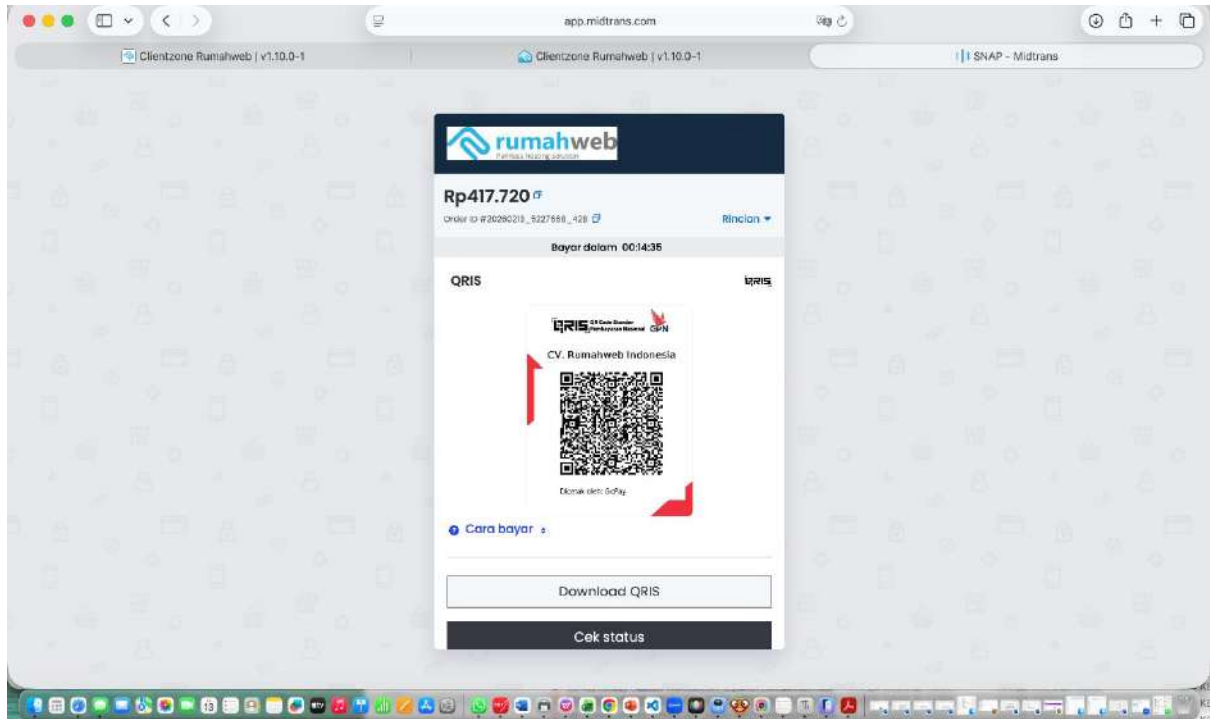 app.midtrans.com
Clientzone Rumahweb | v1.10.0-1
Clientzone Rumahweb | v1.10.0-1
SNAP - Midtrans
rumahweb
Rp417.720
Rincian
Bayar dalam 00:14:35
QRIS
QRIS
QRIS
GPN
CV. Rumahweb Indonesia
GoPay
Cara bayar
Download QRIS
Cek status